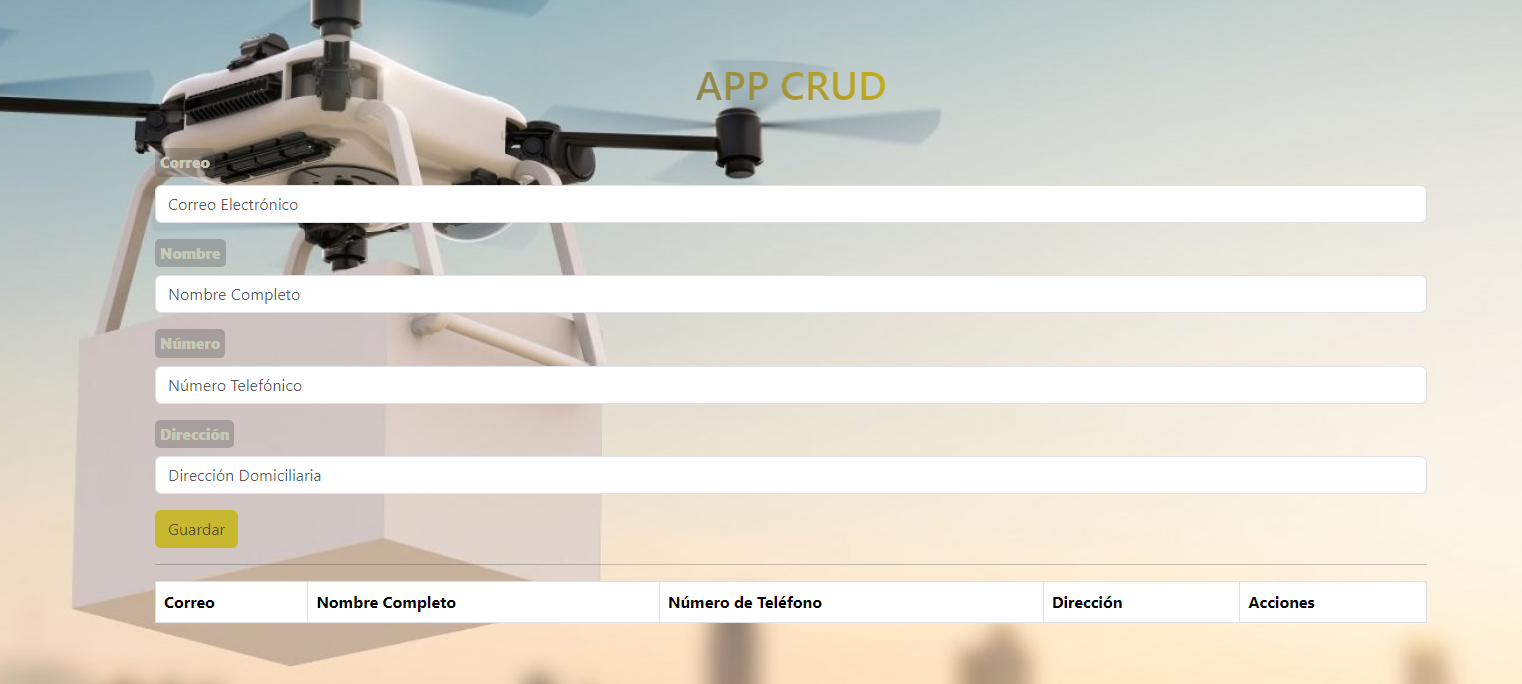 APP CRUD
Correo
Correo Electrónico
Nombre
Nombre Completo
Número
Número Telefónico
Dirección
Dirección Domiciliaria
Guardar
Correo Nombre Completo Número de Teléfono Dirección Acciones